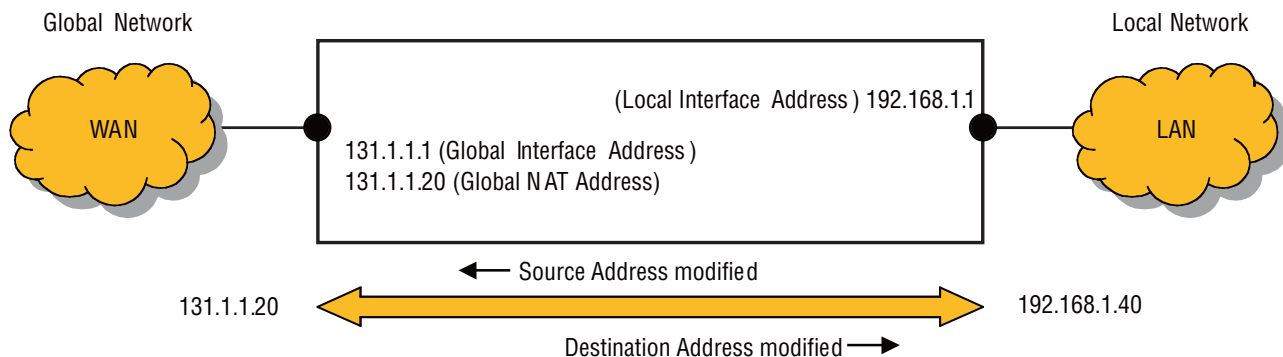 Global Network
Local Network
(Local Interface Address) 192.168.1.1
WAN
LAN
131.1.1.1 (Global Interface Address)
131.1.1.20 (Global NAT Address)
Source Address modified
131.1.1.20
192.168.1.40
Destination Address modified